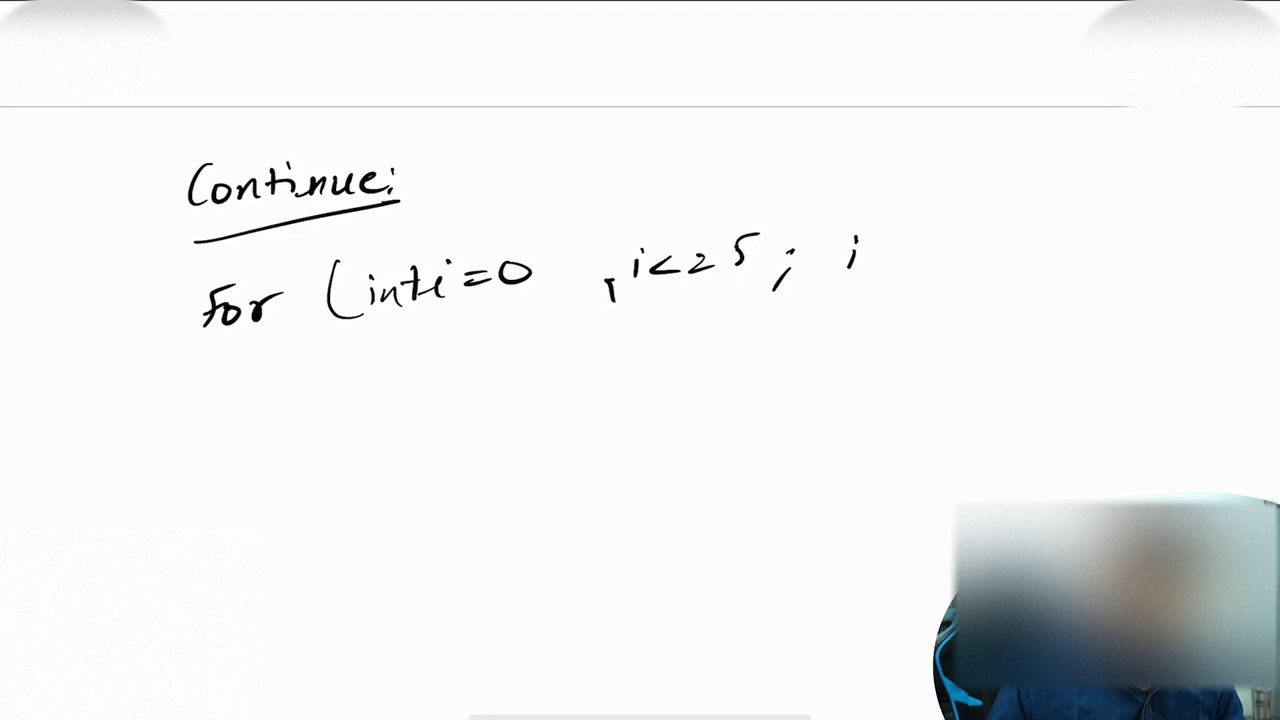 Continue:
for (int i=0 , i<=5 ; i